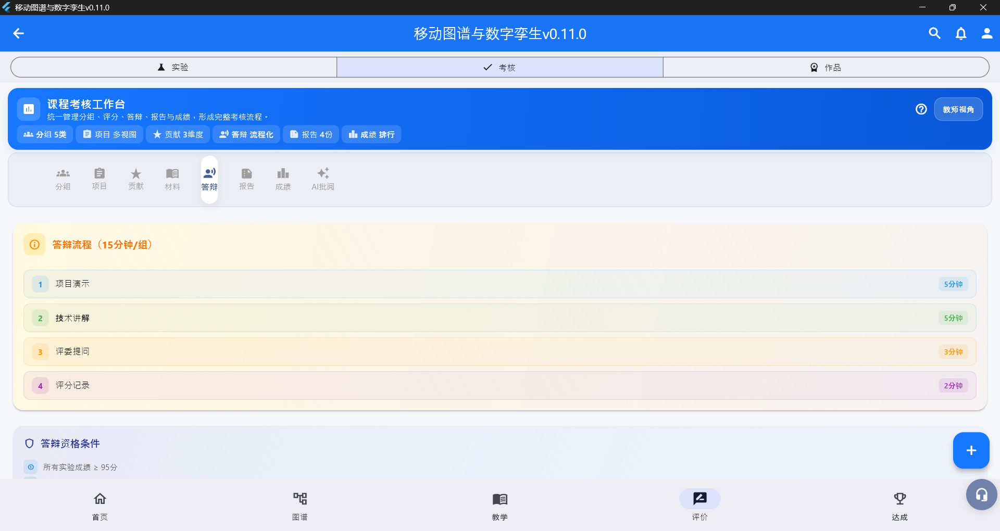 移动图谱与数字孪生v0.11.0
移动图谱与数字孪生v0.11.0
实验
考核
作品
课程考核工作台
统一管理分组、评分、答辩、报告与成绩，形成完整考核流程。
教师视角
分组 5类
项目 多视图
贡献 3维度
答辩 流程化
报告 4份
成绩 排行
分组
项目
贡献
材料
答辩
报告
成绩
AI批阅
答辩流程（15分钟/组）
1 项目演示 5分钟
2 技术讲解 5分钟
3 评委提问 3分钟
4 评分记录 2分钟
答辩资格条件
所有实验成绩 ≥ 95分
首页
图谱
教学
评价
达成